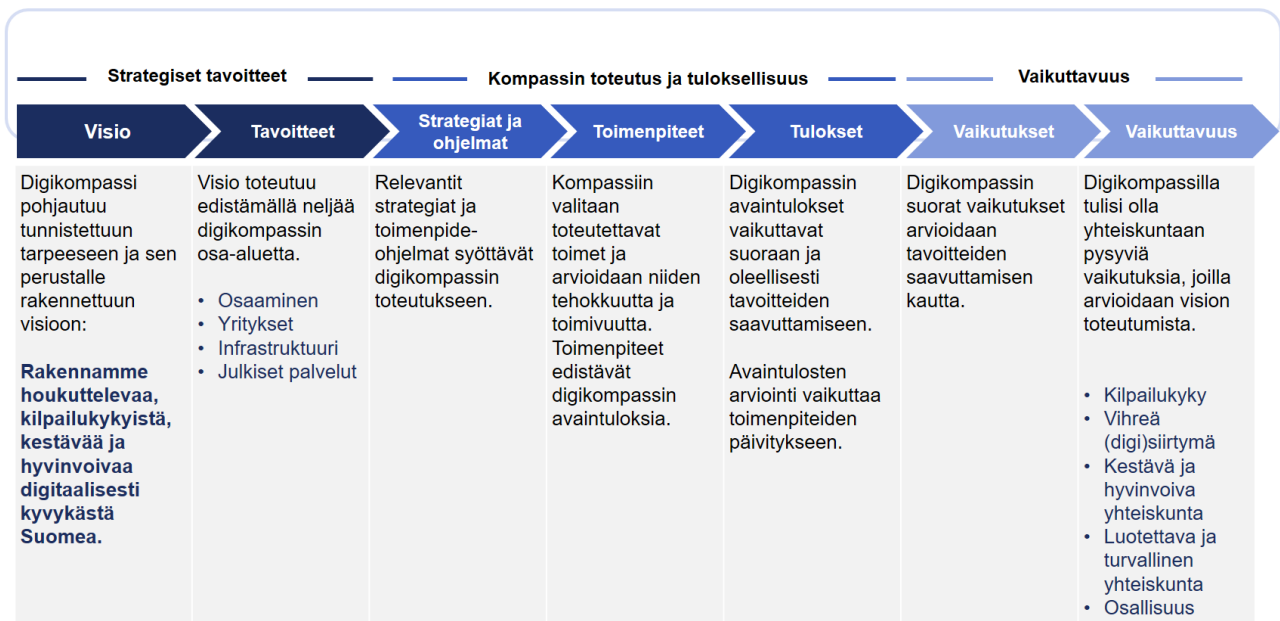 Strategiset tavoitteet
Kompassin toteutus ja tuloksellisuus
Vaikuttavuus
Visio
Tavoitteet
Strategiat ja
ohjelmat
Toimenpiteet
Tulokset
Vaikutukset
Vaikuttavuus
Digikompassi
pohjautuu
tunnistettuun
tarpeeseen ja sen
perustalle
rakennettuun
visioon:
Rakennamme
houkuttelevaa,
kilpailukykyistä,
kestävää ja
hyvinvoivaa
digitaalisesti
kyvykästä
Suomea.
Visio toteutuu
edistämällä neljää
digikompassin
osa-aluetta.
• Osaaminen
• Yritykset
• Infrastruktuuri
• Julkiset palvelut
Relevantit
strategiat ja
toimenpide-
ohjelmat syöttävät
digikompassin
toteutukseen.
Kompassiin
valitaan
toteutettavat
toimet ja
arvioidaan niiden
tehokkuutta ja
toimivuutta.
Toimenpiteet
edistävät
digikompassin
avaintuloksia.
Digikompassin
avaintulokset
vaikuttavat
suoraan ja
oleellisesti
tavoitteiden
saavuttamiseen.
Avaintulosten
arviointi vaikuttaa
toimenpiteiden
päivitykseen.
Digikompassin
suorat vaikutukset
arvioidaan
tavoitteiden
saavuttamisen
kautta.
Digikompassilla
tulisi olla
yhteiskuntaan
pysyviä
vaikutuksia, joilla
arvioidaan vision
toteutumista.
• Kilpailukyky
• Vihreä
(digi)siirtymä
• Kestävä ja
hyvinvoiva
yhteiskunta
• Luotettava ja
turvallinen
yhteiskunta
• Osallisuus